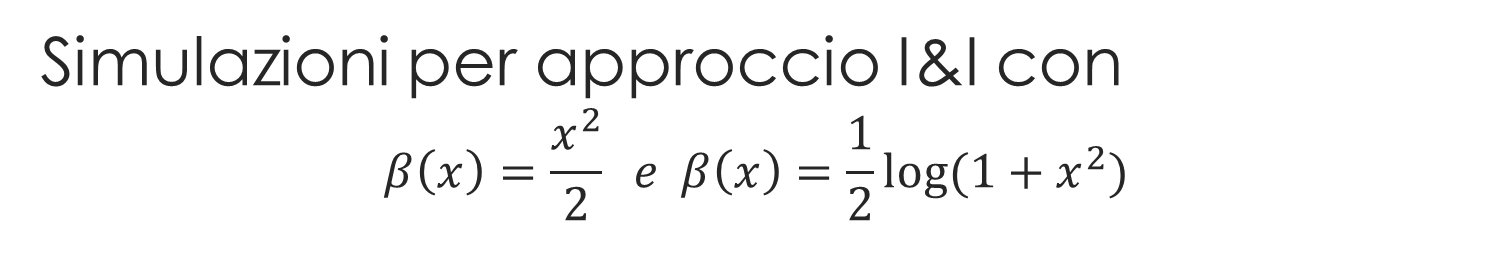 Simulazioni per approccio I&I con
β(x) = x²/2 e β(x) = 1/2 log(1 + x²)